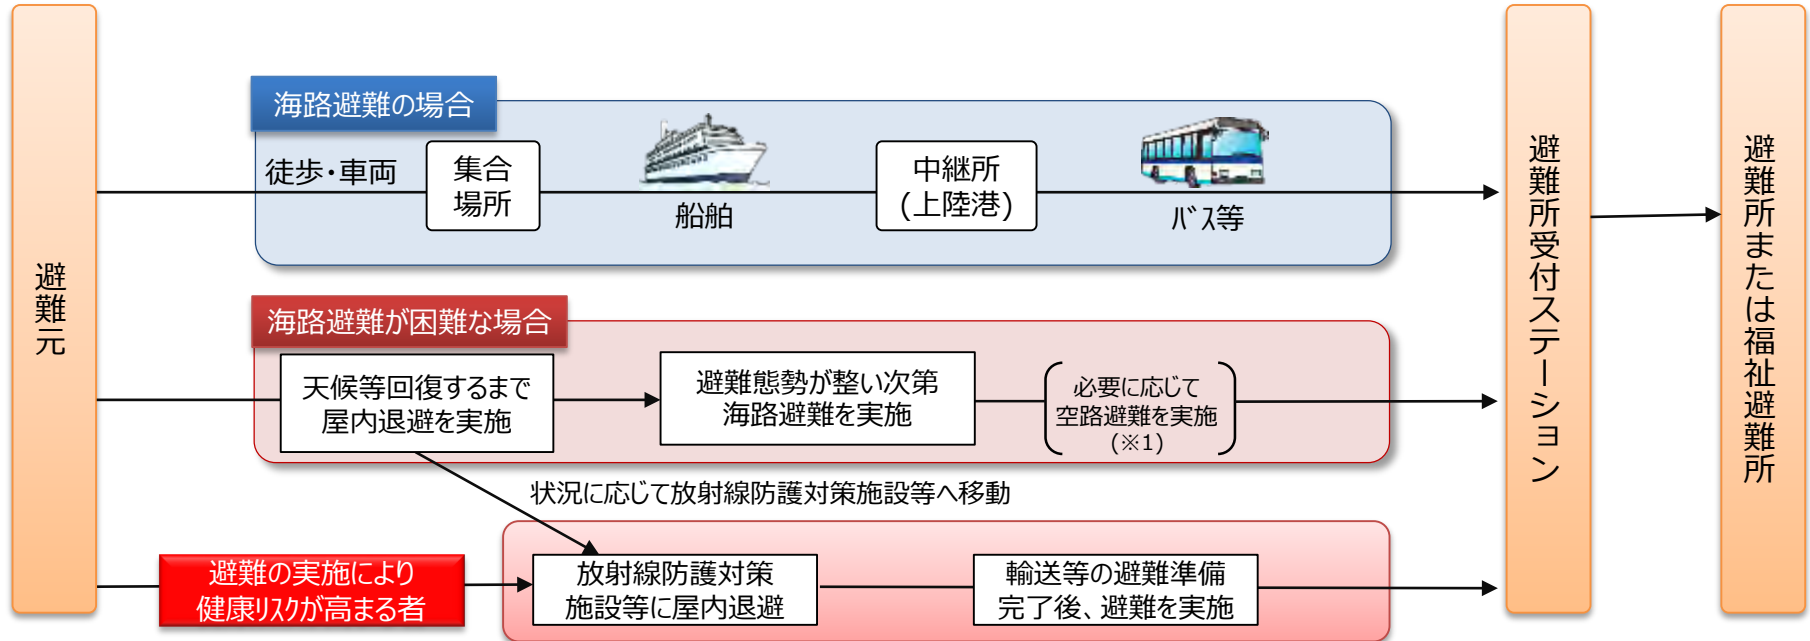 避難元
海路避難の場合
徒歩・車両
集合
場所
船舶
中継所
(上陸港)
バス等
海路避難が困難な場合
天候等回復するまで
屋内退避を実施
避難態勢が整い次第
海路避難を実施
必要に応じて
空路避難を実施
(※1)
状況に応じて放射線防護対策施設等へ移動
避難の実施により
健康リスクが高まる者
放射線防護対策
施設等に屋内退避
輸送等の避難準備
完了後、避難を実施
避難所受付ステーション
避難所または福祉避難所